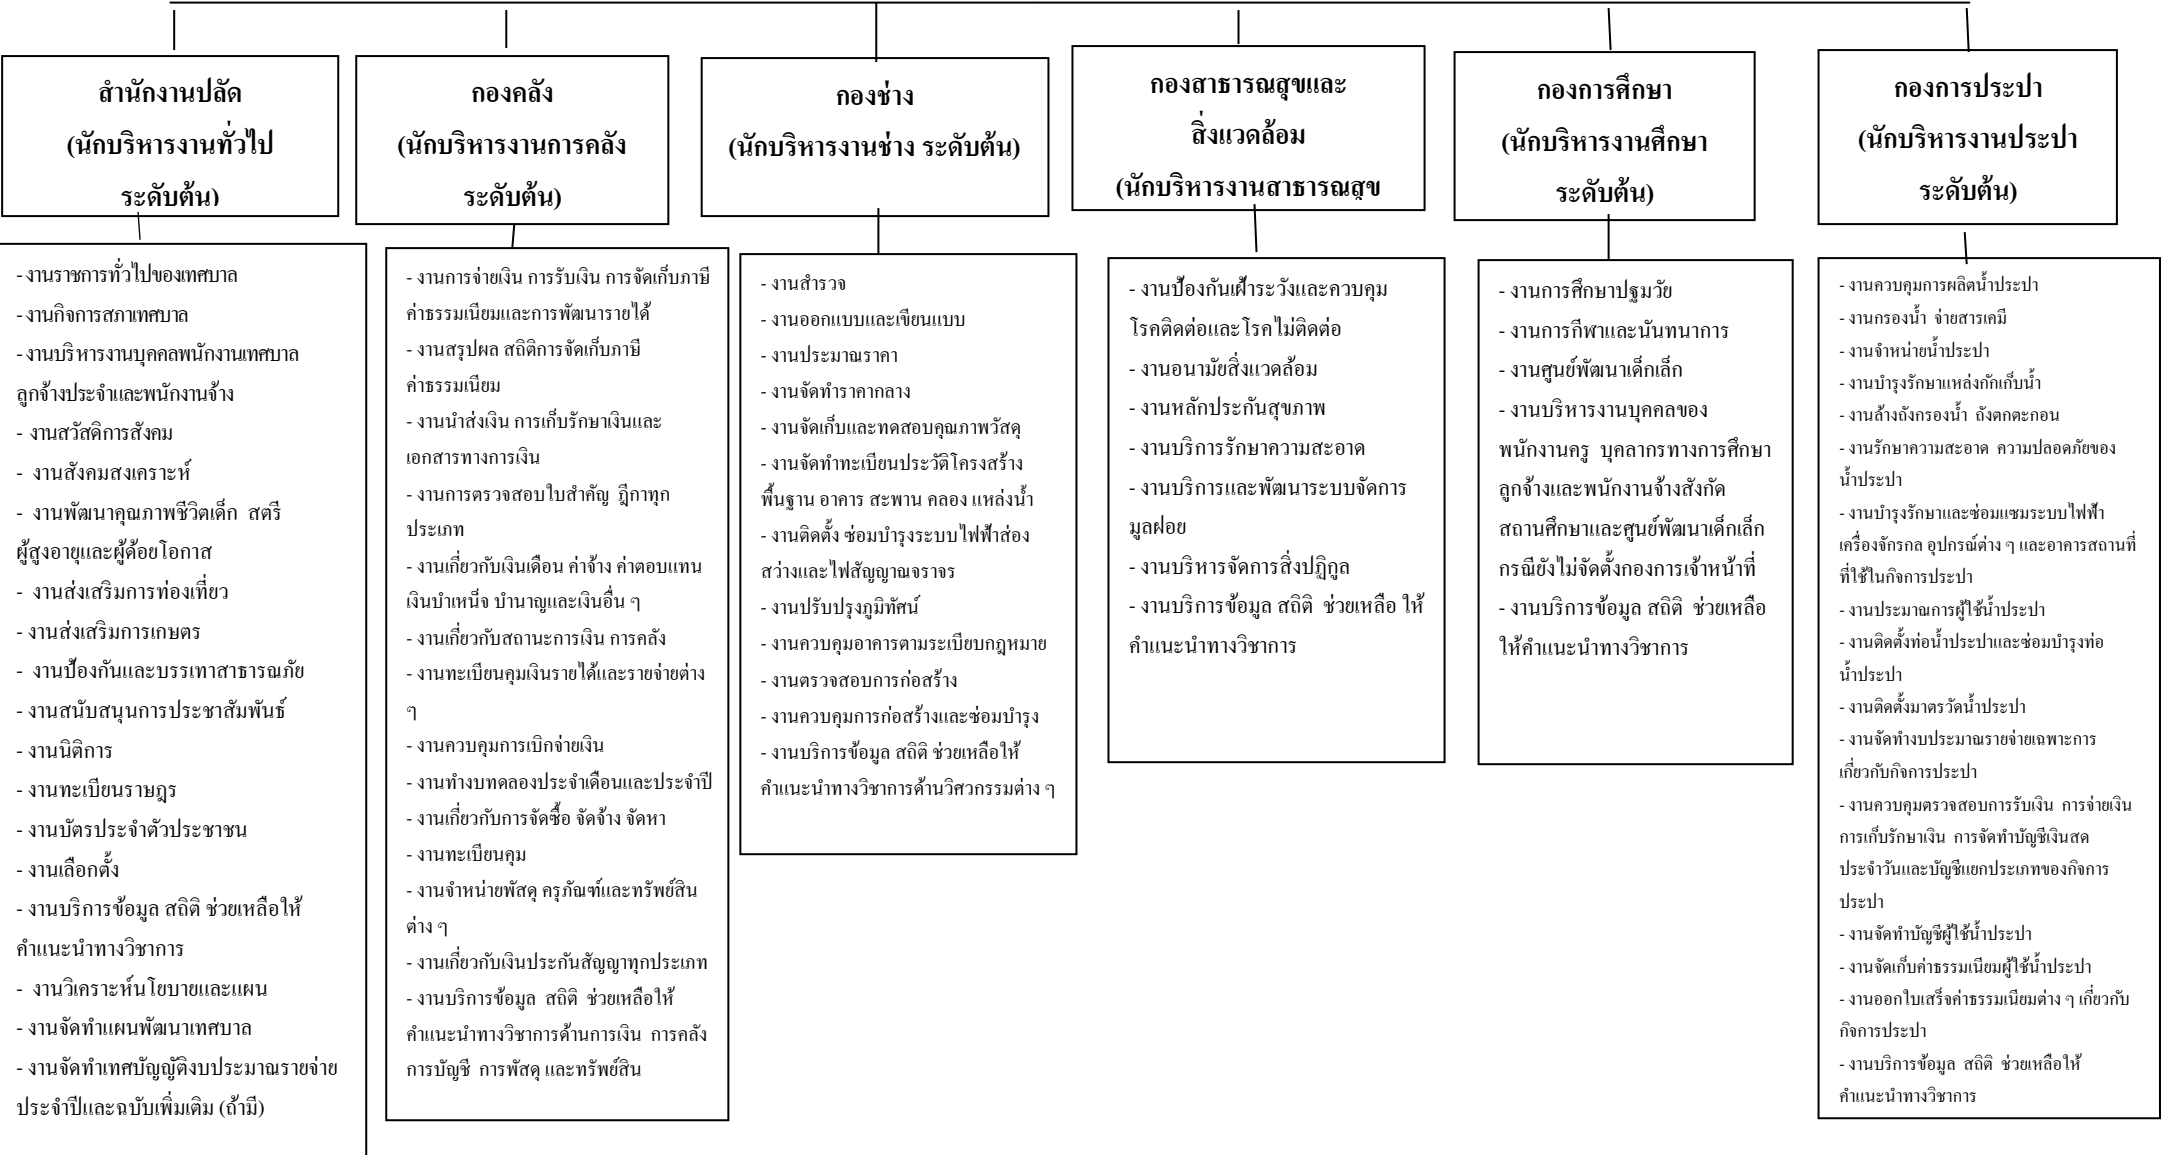 สำนักงานปลัด
(นักบริหารงานทั่วไป
ระดับต้น)
- งานราชการทั่วไปของเทศบาล
- งานกิจการสภาเทศบาล
- งานบริหารงานบุคคลพนักงานเทศบาล
ลูกจ้างประจำและพนักงานจ้าง
- งานสวัสดิการสังคม
- งานสังคมสงเคราะห์
- งานพัฒนาคุณภาพชีวิตเด็ก สตรี
ผู้สูงอายุและผู้ด้อยโอกาส
- งานส่งเสริมการท่องเที่ยว
- งานส่งเสริมการเกษตร
- งานป้องกันและบรรเทาสาธารณภัย
- งานสนับสนุนการประชาสัมพันธ์
- งานนิติการ
- งานทะเบียนราษฎร
- งานบัตรประจำตัวประชาชน
- งานเลือกตั้ง
- งานบริการข้อมูล สถิติ ช่วยเหลือให้
คำแนะนำทางวิชาการ
- งานวิเคราะห์นโยบายและแผน
- งานจัดทำแผนพัฒนาเทศบาล
- งานจัดทำเทศบัญญัติงบประมาณรายจ่าย
ประจำปีและฉบับเพิ่มเติม (ถ้ามี)
กองคลัง
(นักบริหารงานการคลัง
ระดับต้น)
- งานการจ่ายเงิน การรับเงิน การจัดเก็บภาษี
ค่าธรรมเนียมและการพัฒนารายได้
- งานสรุปผล สถิติการจัดเก็บภาษี
ค่าธรรมเนียม
- งานนำส่งเงิน การเก็บรักษาเงินและ
เอกสารทางการเงิน
- งานการตรวจสอบใบสำคัญ ฎีกาทุก
ประเภท
- งานเกี่ยวกับเงินเดือน ค่าจ้าง ค่าตอบแทน
เงินบำเหน็จ บำนาญและเงินอื่น ๆ
- งานเกี่ยวกับสถานะการเงิน การคลัง
- งานทะเบียนคุมเงินรายได้และรายจ่ายต่าง
ๆ
- งานควบคุมการเบิกจ่ายเงิน
- งานทำงบทดลองประจำเดือนและประจำปี
- งานเกี่ยวกับการจัดซื้อ จัดจ้าง จัดหา
- งานทะเบียนคุม
- งานจำหน่ายพัสดุ ครุภัณฑ์และทรัพย์สิน
ต่าง ๆ
- งานเกี่ยวกับเงินประกันสัญญาทุกประเภท
- งานบริการข้อมูล สถิติ ช่วยเหลือให้
คำแนะนำทางวิชาการด้านการเงิน การคลัง
การบัญชี การพัสดุ และทรัพย์สิน
กองช่าง
(นักบริหารงานช่าง ระดับต้น)
- งานสำรวจ
- งานออกแบบและเขียนแบบ
- งานประมาณราคา
- งานจัดทำราคากลาง
- งานจัดเก็บและทดสอบคุณภาพวัสดุ
- งานจัดทำทะเบียนประวัติโครงสร้าง
พื้นฐาน อาคาร สะพาน คลอง แหล่งน้ำ
- งานติดตั้ง ซ่อมบำรุงระบบไฟฟ้าส่อง
สว่างและไฟสัญญาณจราจร
- งานปรับปรุงภูมิทัศน์
- งานควบคุมอาคารตามระเบียบกฎหมาย
- งานตรวจสอบการก่อสร้าง
- งานควบคุมการก่อสร้างและซ่อมบำรุง
- งานบริการข้อมูล สถิติ ช่วยเหลือให้
คำแนะนำทางวิชาการด้านวิศวกรรมต่าง ๆ
กองสาธารณสุขและ
สิ่งแวดล้อม
(นักบริหารงานสาธารณสุข
- งานป้องกันเฝ้าระวังและควบคุม
โรคติดต่อและโรคไม่ติดต่อ
- งานอนามัยสิ่งแวดล้อม
- งานหลักประกันสุขภาพ
- งานบริการรักษาความสะอาด
- งานบริการและพัฒนาระบบจัดการ
มูลฝอย
- งานบริหารจัดการสิ่งปฏิกูล
- งานบริการข้อมูล สถิติ ช่วยเหลือ ให้
คำแนะนำทางวิชาการ
กองการศึกษา
(นักบริหารงานศึกษา
ระดับต้น)
- งานการศึกษาปฐมวัย
- งานการกีฬาและนันทนาการ
- งานศูนย์พัฒนาเด็กเล็ก
- งานบริหารงานบุคคลของ
พนักงานครู บุคลากรทางการศึกษา
ลูกจ้างและพนักงานจ้างสังกัด
สถานศึกษาและศูนย์พัฒนาเด็กเล็ก
กรณียังไม่จัดตั้งกองการเจ้าหน้าที่
- งานบริการข้อมูล สถิติ ช่วยเหลือ
ให้คำแนะนำทางวิชาการ
กองการประปา
(นักบริหารงานประปา
ระดับต้น)
- งานควบคุมการผลิตน้ำประปา
- งานกรองน้ำ จ่ายสารเคมี
- งานจำหน่ายน้ำประปา
- งานบำรุงรักษาแหล่งกักเก็บน้ำ
- งานล้างถังกรองน้ำ ถังตกตะกอน
- งานรักษาความสะอาด ความปลอดภัยของ
น้ำประปา
- งานบำรุงรักษาและซ่อมแซมระบบไฟฟ้า
เครื่องจักรกล อุปกรณ์ต่าง ๆ และอาคารสถานที่
ที่ใช้ในกิจการประปา
- งานประมาณการผู้ใช้น้ำประปา
- งานติดตั้งท่อน้ำประปาและซ่อมบำรุงท่อ
น้ำประปา
- งานติดตั้งมาตรวัดน้ำประปา
- งานจัดทำงบประมาณรายจ่ายเฉพาะการ
เกี่ยวกับกิจการประปา
- งานควบคุมตรวจสอบการรับเงิน การจ่ายเงิน
การเก็บรักษาเงิน การจัดทำบัญชีเงินสด
ประจำวันและบัญชีแยกประเภทของกิจการ
ประปา
- งานจัดทำบัญชีผู้ใช้น้ำประปา
- งานจัดเก็บค่าธรรมเนียมผู้ใช้น้ำประปา
- งานออกใบเสร็จค่าธรรมเนียมต่าง ๆ เกี่ยวกับ
กิจการประปา
- งานบริการข้อมูล สถิติ ช่วยเหลือให้
คำแนะนำทางวิชาการ